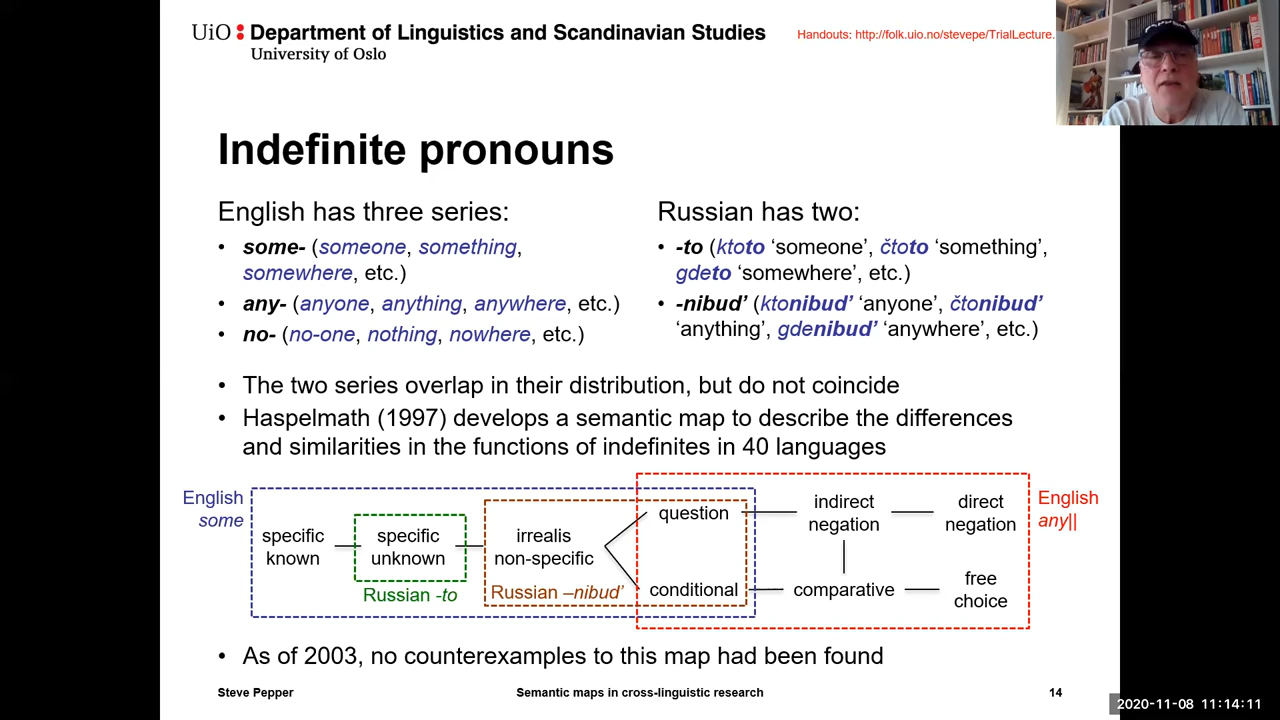 UiO : Department of Linguistics and Scandinavian Studies
University of Oslo
Handouts: http://folk.uio.no/stevepe/TrialLecture.
Indefinite pronouns
English has three series:
• some- (someone, something,
somewhere, etc.)
• any- (anyone, anything, anywhere, etc.)
• no- (no-one, nothing, nowhere, etc.)
Russian has two:
• -to (ktoto ‘someone’, čtoto ‘something’,
gdeto ‘somewhere’, etc.)
• -nibud’ (ktonibud’ ‘anyone’, čtonibud’
‘anything’, gdenibud’ ‘anywhere’, etc.)
• The two series overlap in their distribution, but do not coincide
• Haspelmath (1997) develops a semantic map to describe the differences
and similarities in the functions of indefinites in 40 languages
English
some
specific
known
specific
unknown
Russian -to
irrealis
non-specific
Russian –nibud’
question
conditional
indirect
negation
comparative
direct
negation
free
choice
English
any||
• As of 2003, no counterexamples to this map had been found
Steve Pepper
Semantic maps in cross-linguistic research
14
2020-11-08 11:14:11